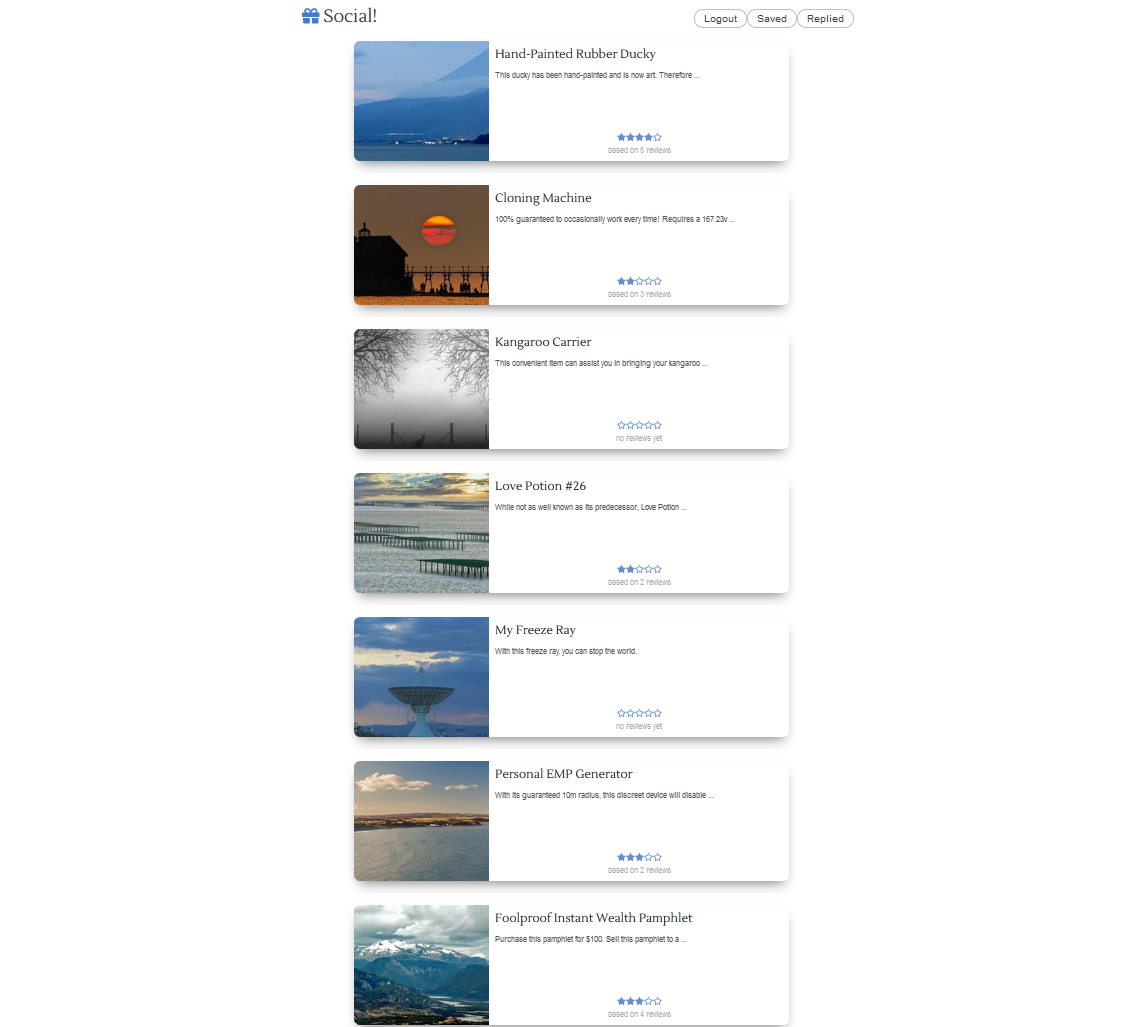 Social!
Logout Saved Replied
Hand-Painted Rubber Ducky
This ducky has been hand-painted and is now art. Therefore ...
based on 5 reviews
Cloning Machine
100% guaranteed to occasionally work every time! Requires a 167.23v ...
based on 3 reviews
Kangaroo Carrier
This convenient item can assist you in bringing your kangaroo ...
no reviews yet
Love Potion #26
While not as well known as its predecessor, Love Potion ...
based on 2 reviews
My Freeze Ray
With this freeze ray, you can stop the world.
no reviews yet
Personal EMP Generator
With its guaranteed 10m radius, this discreet device will disable ...
based on 2 reviews
Foolproof Instant Wealth Pamphlet
Purchase this pamphlet for $100. Sell this pamphlet to a ...
based on 4 reviews